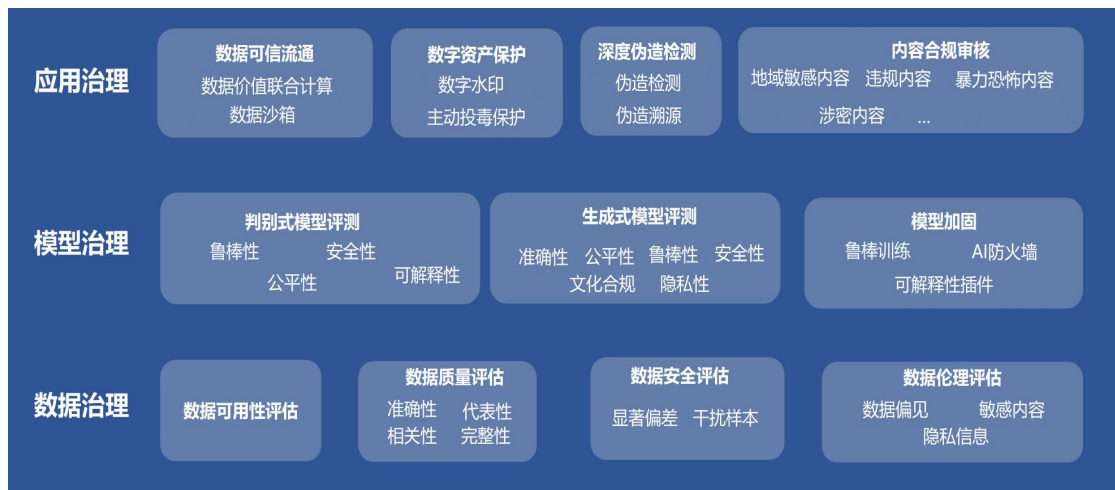 应用治理
数据可信流通
数据价值联合计算
数据沙箱
数字资产保护
数字水印
主动投毒保护
深度伪造检测
伪造检测
伪造溯源
内容合规审核
地域敏感内容 违规内容 暴力恐怖内容
涉密内容 ...
模型治理
判别式模型评测
鲁棒性 安全性
公平性 可解释性
生成式模型评测
准确性 公平性 鲁棒性 安全性
文化合规 隐私性
模型加固
鲁棒训练 AI防火墙
可解释性插件
数据治理
数据可用性评估
数据质量评估
准确性 代表性
相关性 完整性
数据安全评估
显著偏差 干扰样本
数据伦理评估
数据偏见 敏感内容
隐私信息